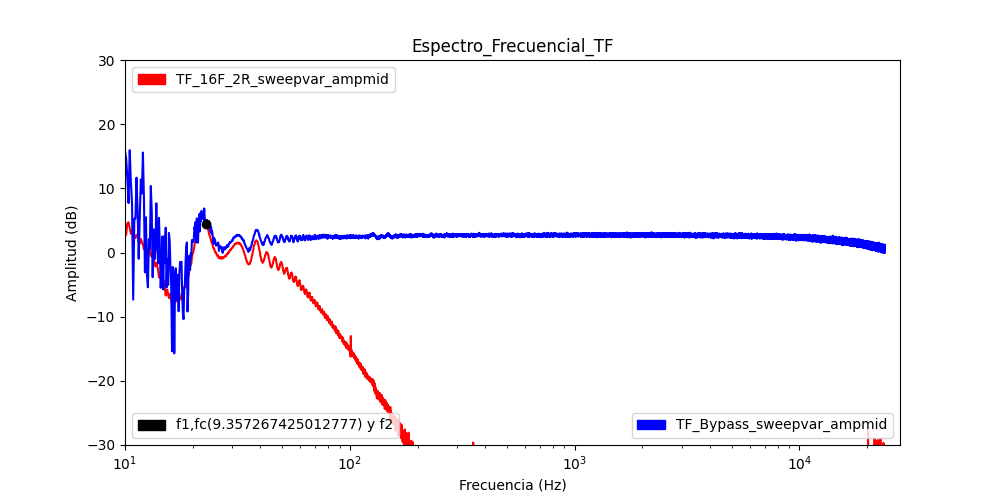 Espectro_Frecuencial_TF
30
20
10
0
−10
−20
−30
Amplitud (dB)
TF_16F_2R_sweepvar_ampmid
f1,fc(9.357267425012777) y f2
TF_Bypass_sweepvar_ampmid
10^1
10^2
10^3
10^4
Frecuencia (Hz)